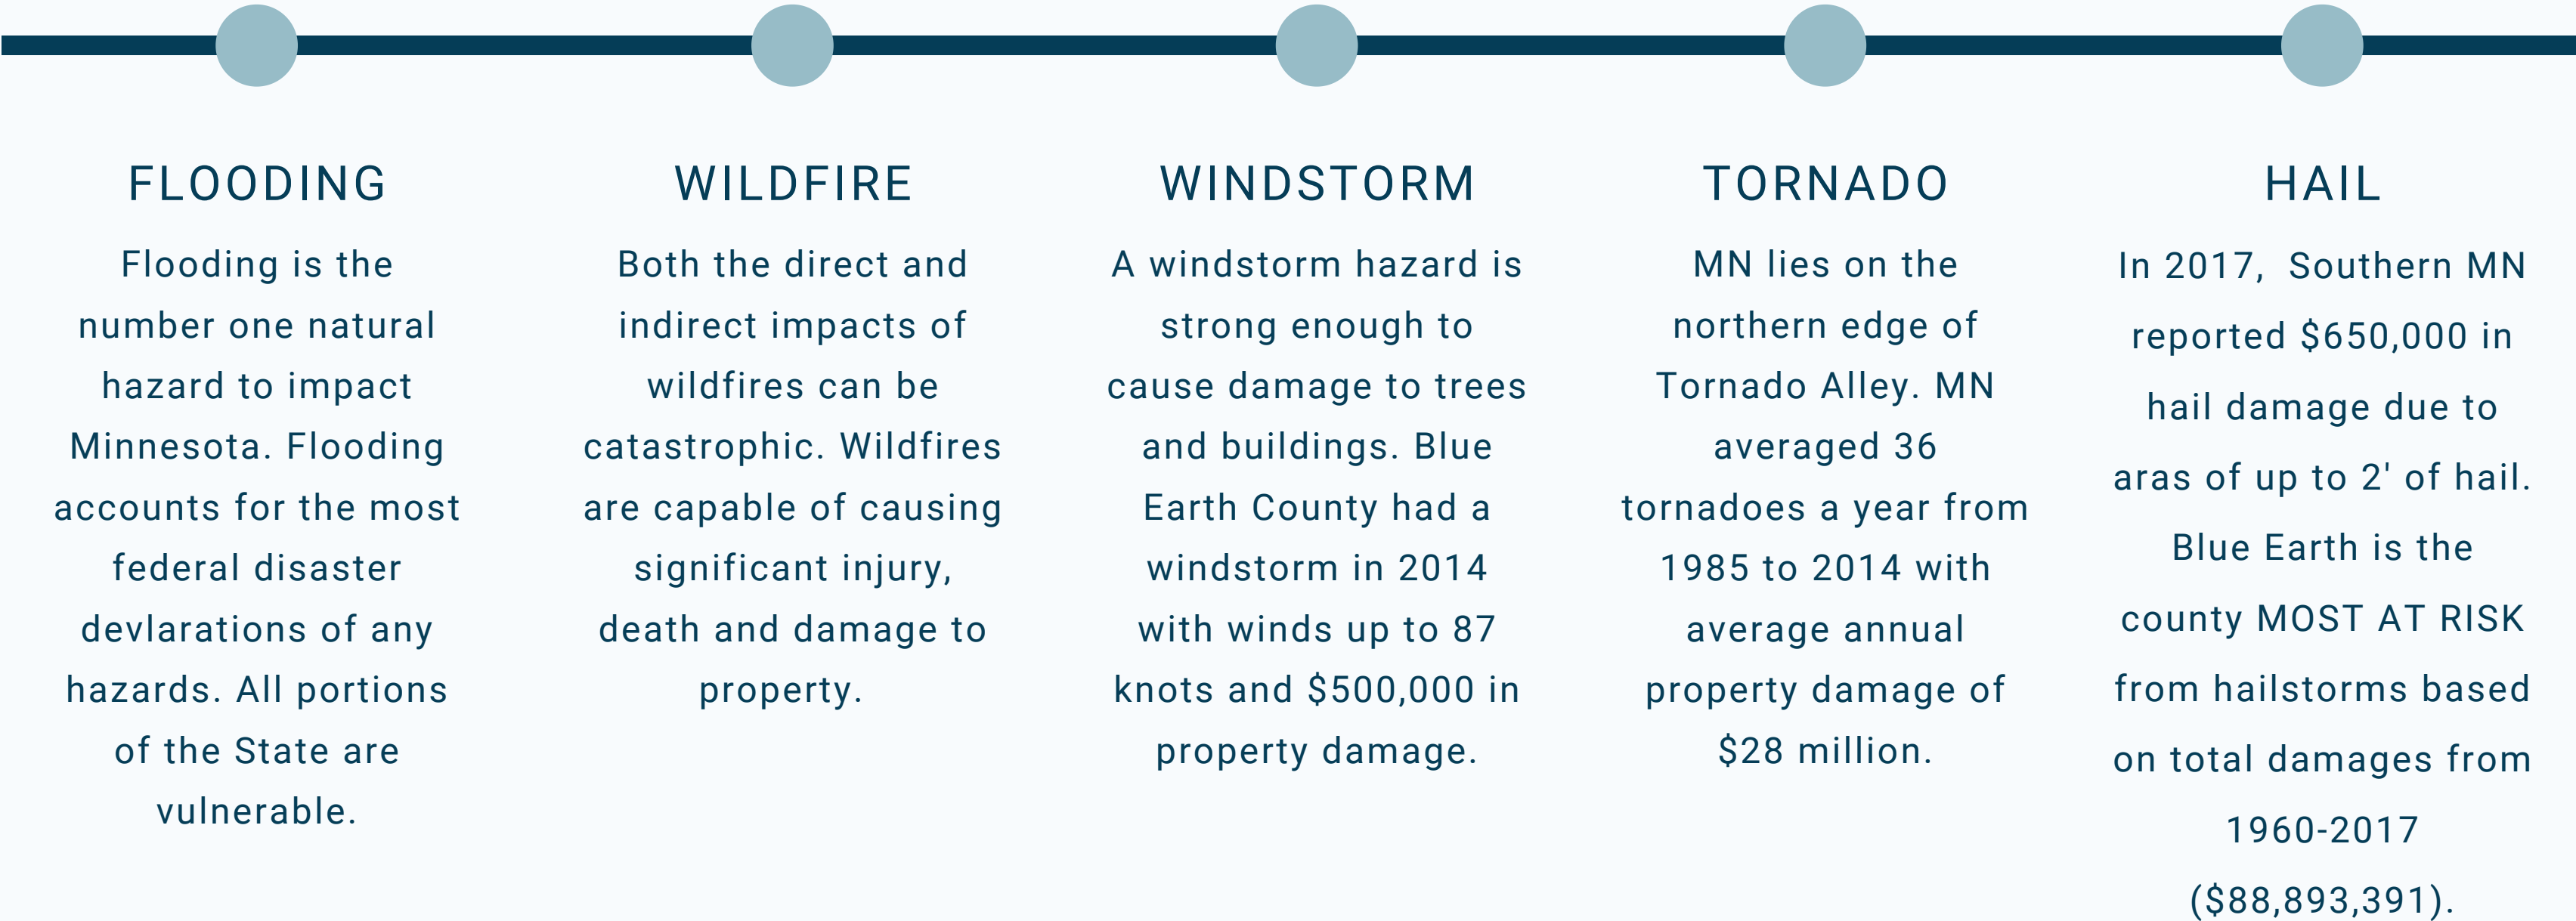 FLOODING
Flooding is the
number one natural
hazard to impact
Minnesota. Flooding
accounts for the most
federal disaster
devlarations of any
hazards. All portions
of the State are
vulnerable.
WILDFIRE
Both the direct and
indirect impacts of
wildfires can be
catastrophic. Wildfires
are capable of causing
significant injury,
death and damage to
property.
WINDSTORM
A windstorm hazard is
strong enough to
cause damage to trees
and buildings. Blue
Earth County had a
windstorm in 2014
with winds up to 87
knots and $500,000 in
property damage.
TORNADO
MN lies on the
northern edge of
Tornado Alley. MN
averaged 36
tornadoes a year from
1985 to 2014 with
average annual
property damage of
$28 million.
HAIL
In 2017,  Southern MN
reported $650,000 in
hail damage due to
aras of up to 2' of hail.
Blue Earth is the
county MOST AT RISK
from hailstorms based
on total damages from
1960-2017
($88,893,391).